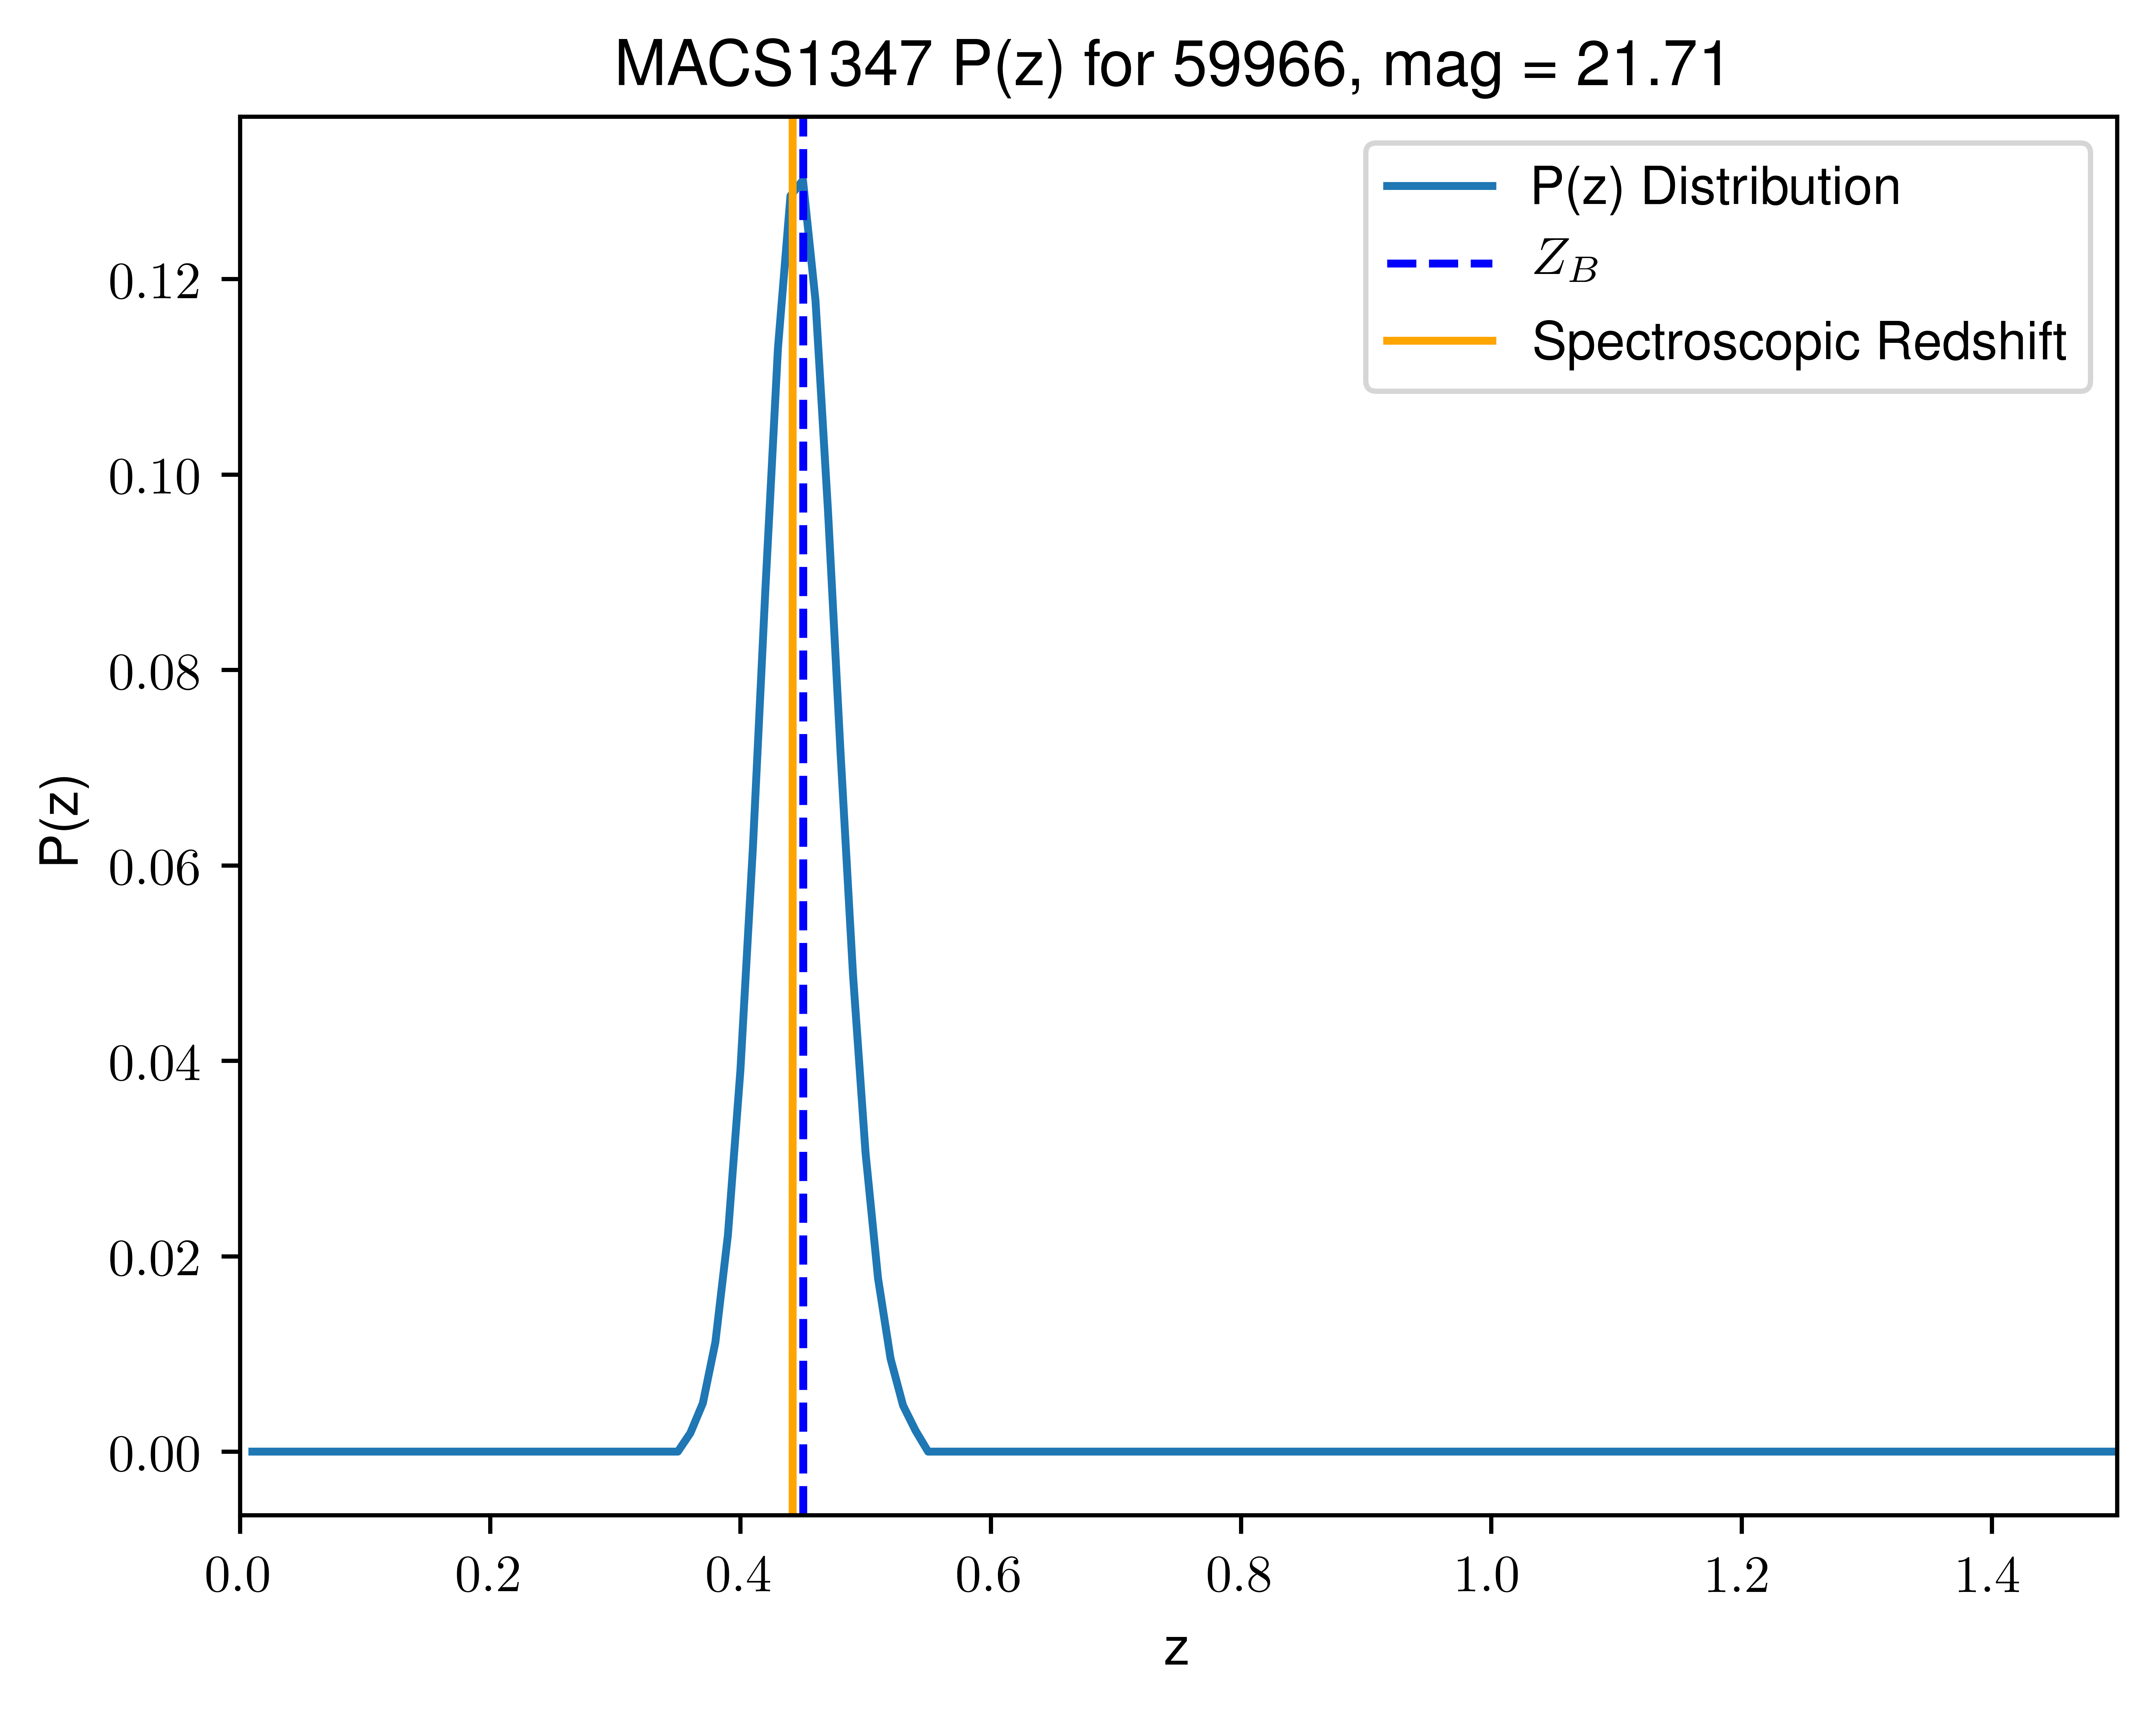 MACS1347 P(z) for 59966, mag = 21.71
P(z) Distribution
Z_B
Spectroscopic Redshift
0.12
0.10
0.08
0.06
0.04
0.02
0.00
P(z)
0.0 0.2 0.4 0.6 0.8 1.0 1.2 1.4
z